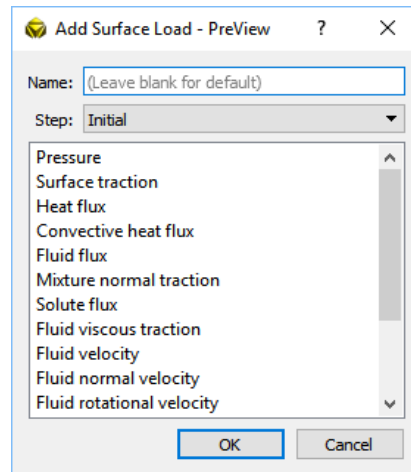 Add Surface Load - PreView ?
Name: (Leave blank for default)
Step: Initial
Pressure
Surface traction
Heat flux
Convective heat flux
Fluid flux
Mixture normal traction
Solute flux
Fluid viscous traction
Fluid velocity
Fluid normal velocity
Fluid rotational velocity
OK Cancel